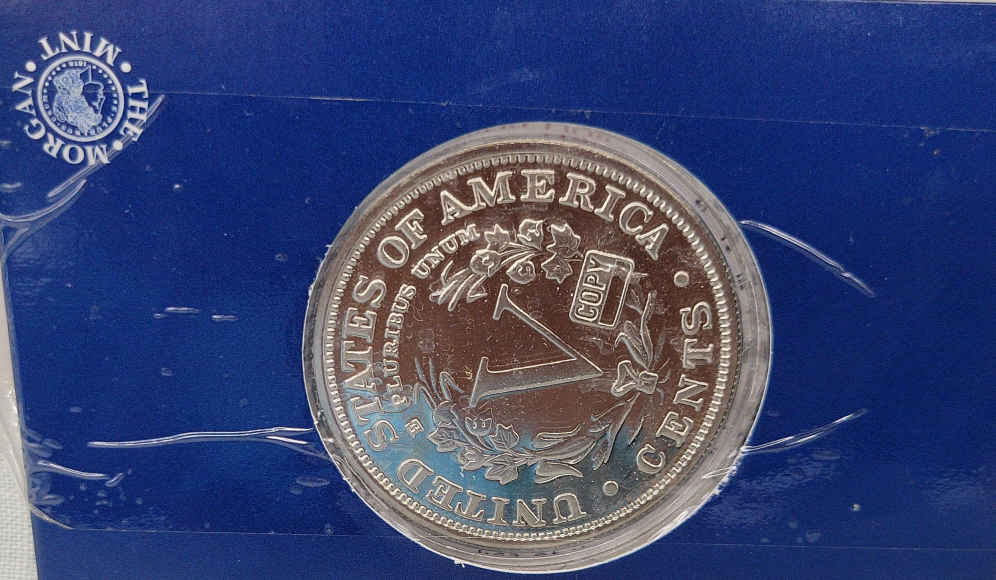 THE • MORGAN • MINT •
UNITED STATES OF AMERICA
E PLURIBUS UNUM
V
COPY
• CENTS •